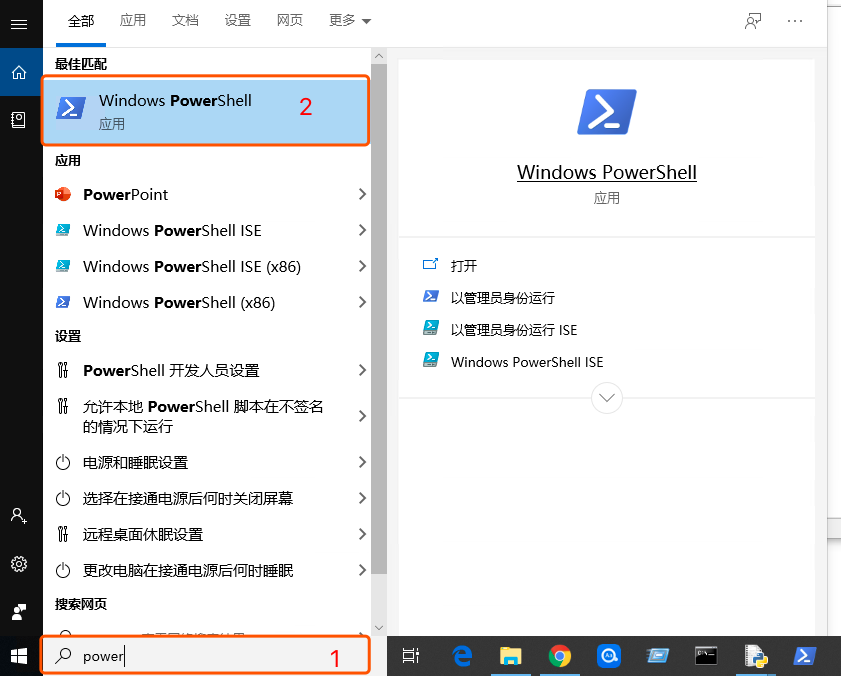 全部 应用 文档 设置 网页 更多
最佳匹配
Windows PowerShell
应用
2
应用
PowerPoint
Windows PowerShell ISE
Windows PowerShell ISE (x86)
Windows PowerShell (x86)
设置
PowerShell 开发人员设置
允许本地 PowerShell 脚本在不签名
的情况下运行
电源和睡眠设置
选择在接通电源后何时关闭屏幕
远程桌面休眠设置
更改电脑在接通电源后何时睡眠
搜索网页
power
1
Windows PowerShell
应用
打开
以管理员身份运行
以管理员身份运行 ISE
Windows PowerShell ISE